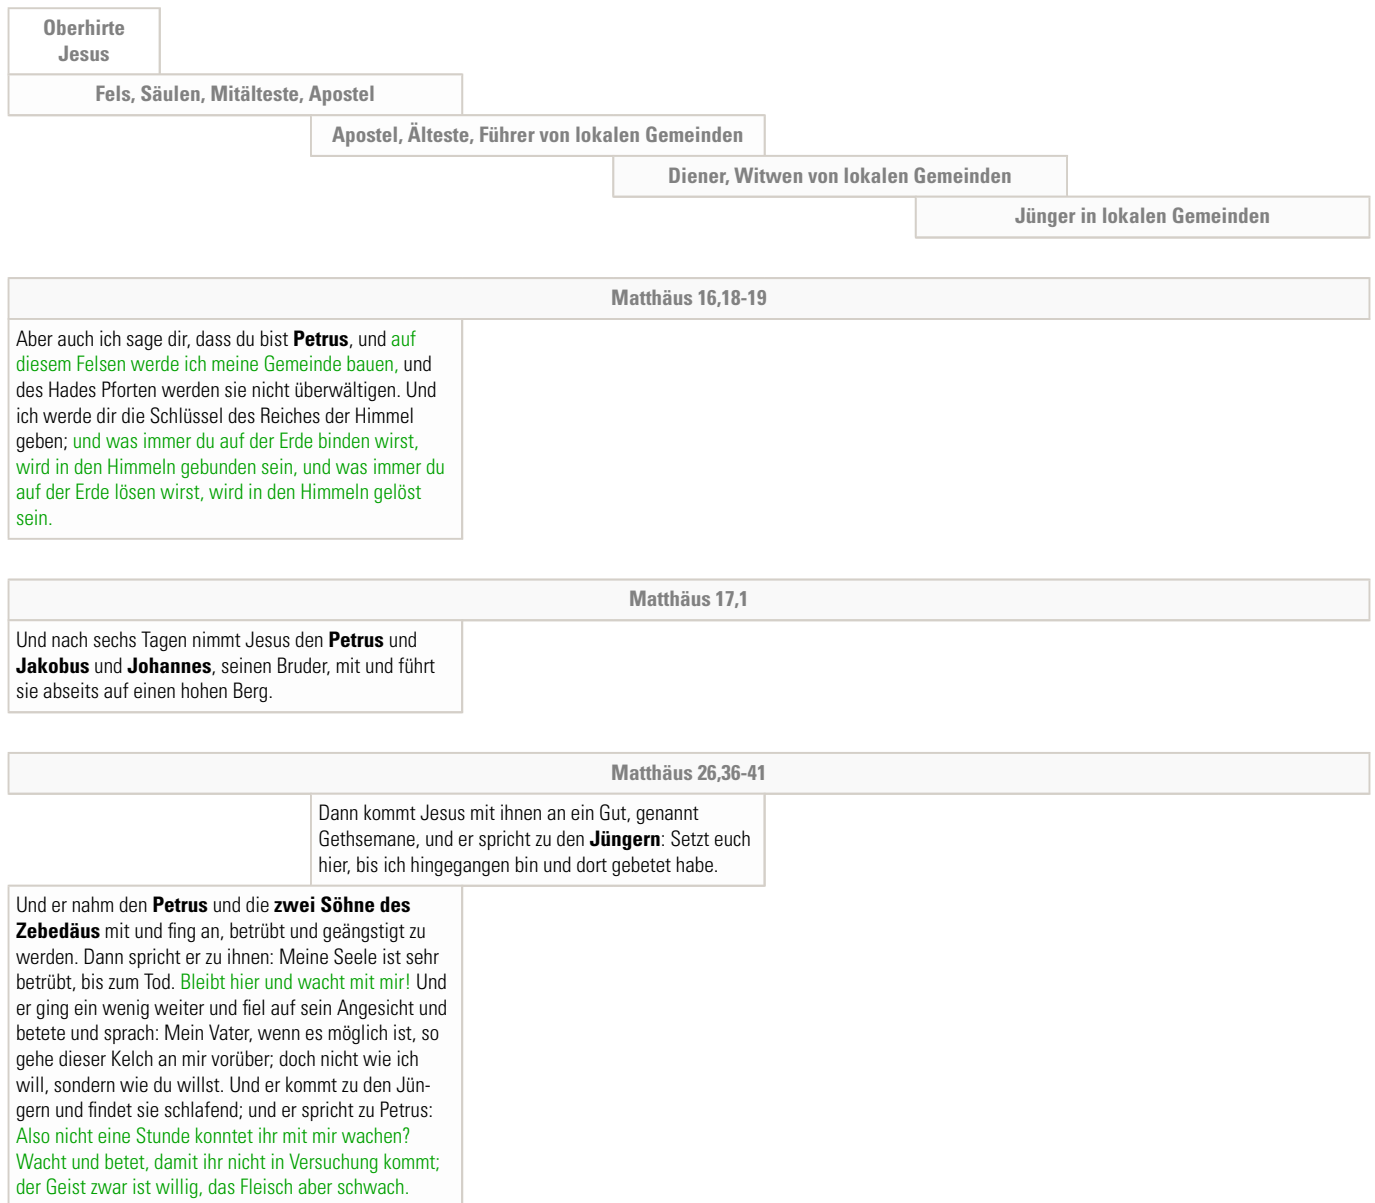 Oberhirte
Jesus
Fels, Säulen, Mitälteste, Apostel
Apostel, Älteste, Führer von lokalen Gemeinden
Diener, Witwen von lokalen Gemeinden
Jünger in lokalen Gemeinden
Matthäus 16,18-19
Aber auch ich sage dir, dass du bist Petrus, und auf
diesem Felsen werde ich meine Gemeinde bauen, und
des Hades Pforten werden sie nicht überwältigen. Und
ich werde dir die Schlüssel des Reiches der Himmel
geben; und was immer du auf der Erde binden wirst,
wird in den Himmeln gebunden sein, und was immer du
auf der Erde lösen wirst, wird in den Himmeln gelöst
sein.
Matthäus 17,1
Und nach sechs Tagen nimmt Jesus den Petrus und
Jakobus und Johannes, seinen Bruder, mit und führt
sie abseits auf einen hohen Berg.
Matthäus 26,36-41
Dann kommt Jesus mit ihnen an ein Gut, genannt
Gethsemane, und er spricht zu den Jüngern: Setzt euch
hier, bis ich hingegangen bin und dort gebetet habe.
Und er nahm den Petrus und die zwei Söhne des
Zebedäus mit und fing an, betrübt und geängstigt zu
werden. Dann spricht er zu ihnen: Meine Seele ist sehr
betrübt, bis zum Tod. Bleibt hier und wacht mit mir! Und
er ging ein wenig weiter und fiel auf sein Angesicht und
betete und sprach: Mein Vater, wenn es möglich ist, so
gehe dieser Kelch an mir vorüber; doch nicht wie ich
will, sondern wie du willst. Und er kommt zu den Jün-
gern und findet sie schlafend; und er spricht zu Petrus:
Also nicht eine Stunde konntet ihr mit mir wachen?
Wacht und betet, damit ihr nicht in Versuchung kommt;
der Geist zwar ist willig, das Fleisch aber schwach.